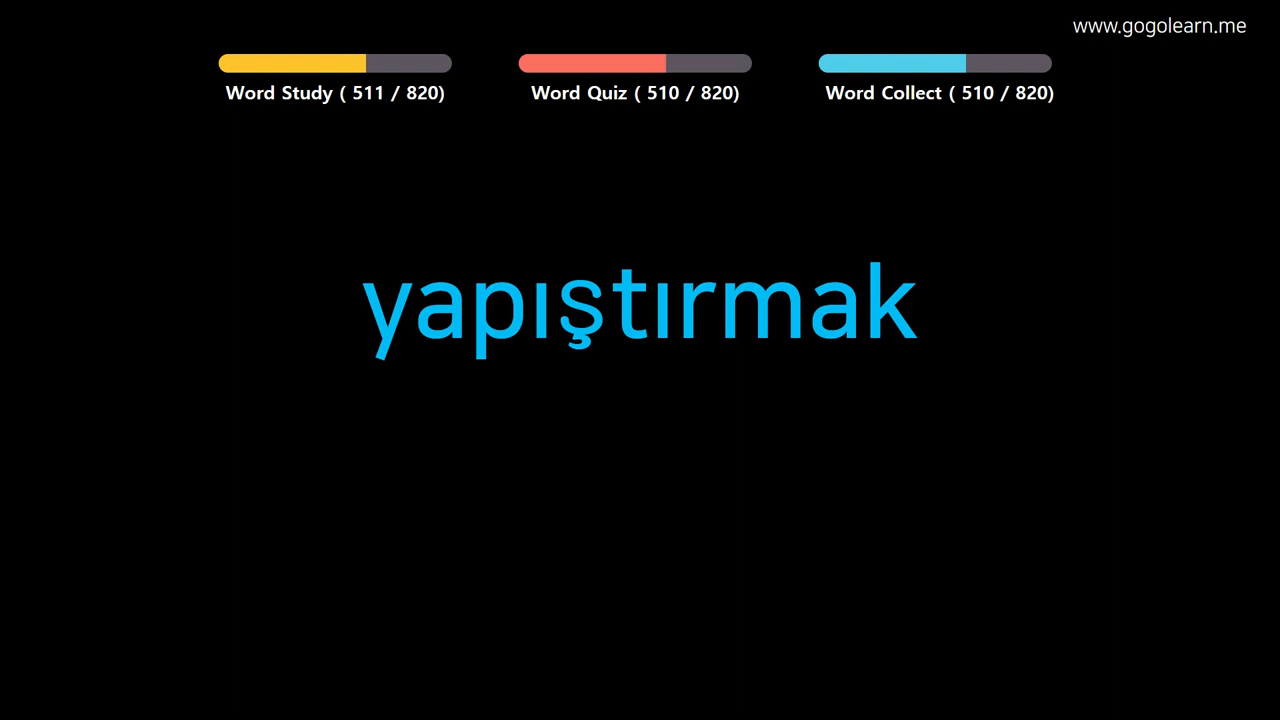 www.gogolearn.me
Word Study ( 511 / 820)
Word Quiz ( 510 / 820)
Word Collect ( 510 / 820)
yapıştırmak